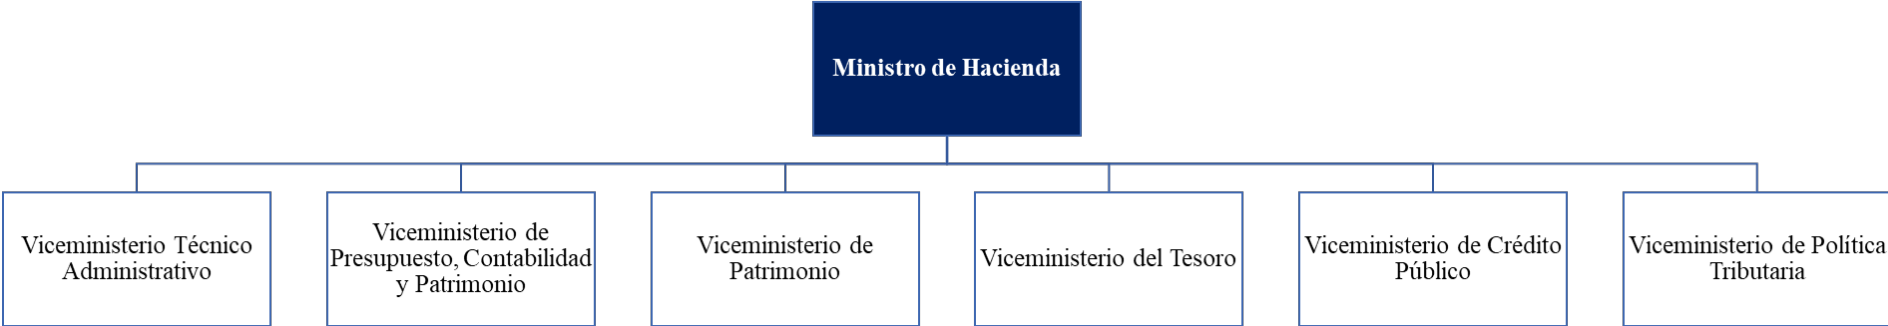 Ministro de Hacienda
Viceministerio Técnico
Administrativo
Viceministerio de
Presupuesto, Contabilidad
y Patrimonio
Viceministerio de
Patrimonio
Viceministerio del Tesoro
Viceministerio de Crédito
Público
Viceministerio de Política
Tributaria